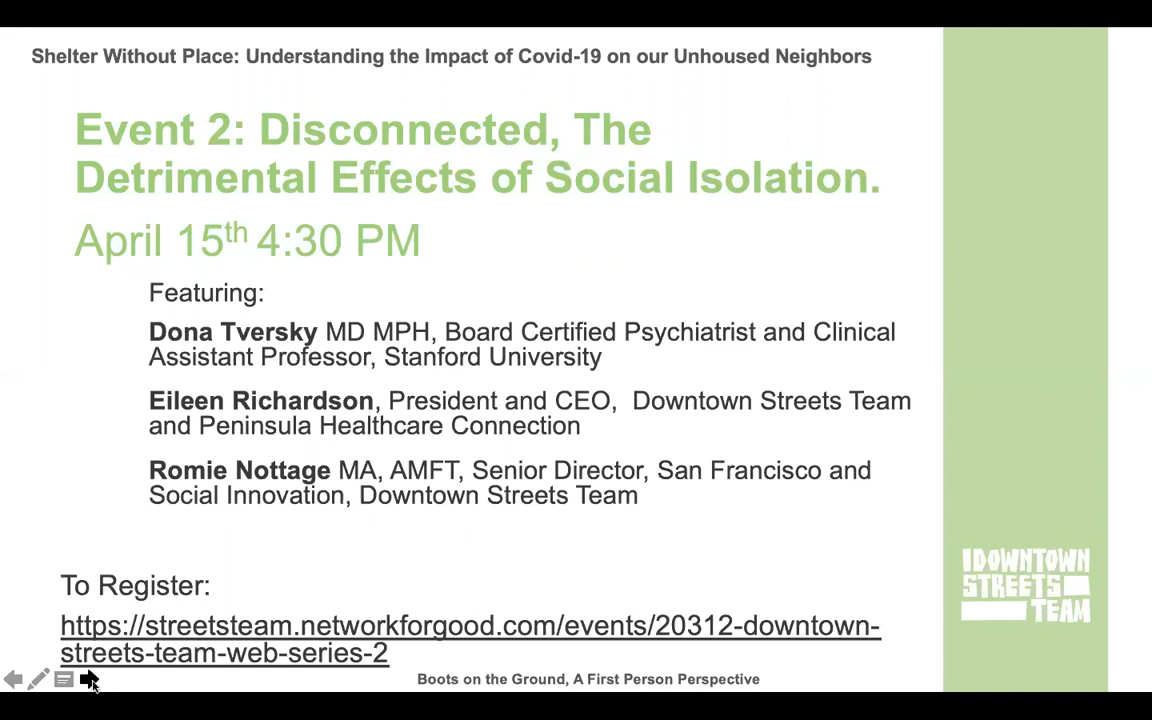 Shelter Without Place: Understanding the Impact of Covid-19 on our Unhoused Neighbors
Event 2: Disconnected, The
Detrimental Effects of Social Isolation.
April 15th 4:30 PM
Featuring:
Dona Tversky MD MPH, Board Certified Psychiatrist and Clinical
Assistant Professor, Stanford University
Eileen Richardson, President and CEO,  Downtown Streets Team
and Peninsula Healthcare Connection
Romie Nottage MA, AMFT, Senior Director, San Francisco and
Social Innovation, Downtown Streets Team
To Register:
https://streetsteam.networkforgood.com/events/20312-downtown-
streets-team-web-series-2
Boots on the Ground, A First Person Perspective
DOWNTOWN
STREETS
TEAM